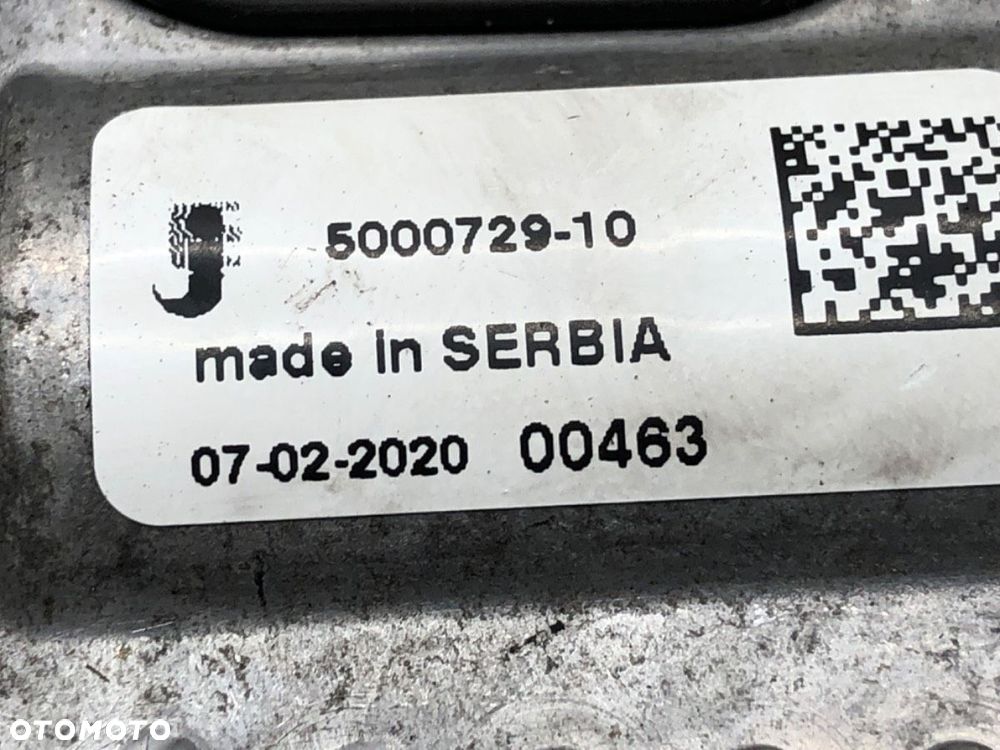 J 5000729-10
made in SERBIA
07-02-2020 00463
OTOMOTO